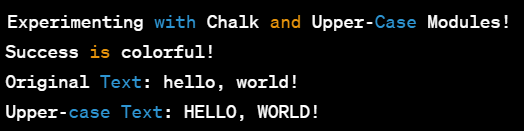 Experimenting with Chalk and Upper-Case Modules!
Success is colorful!
Original Text: hello, world!
Upper-case Text: HELLO, WORLD!